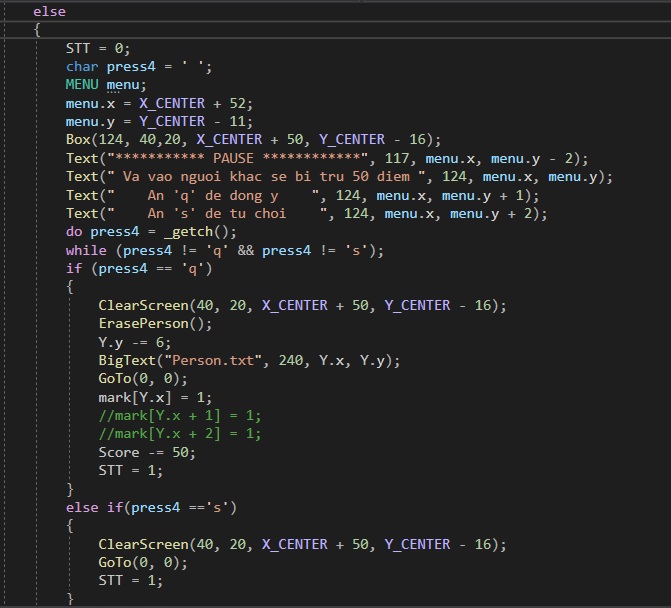 else
{
STT = 0;
char press4 = ' ';
MENU menu;
menu.x = X_CENTER + 52;
menu.y = Y_CENTER - 11;
Box(124, 40,20, X_CENTER + 50, Y_CENTER - 16);
Text("*********** PAUSE ************", 117, menu.x, menu.y - 2);
Text(" Va vao nguoi khac se bi tru 50 diem ", 124, menu.x, menu.y);
Text("    An 'q' de dong y    ", 124, menu.x, menu.y + 1);
Text("    An 's' de tu choi    ", 124, menu.x, menu.y + 2);
do press4 = _getch();
while (press4 != 'q' && press4 != 's');
if (press4 == 'q')
{
ClearScreen(40, 20, X_CENTER + 50, Y_CENTER - 16);
ErasePerson();
Y.y -= 6;
BigText("Person.txt", 240, Y.x, Y.y);
GoTo(0, 0);
mark[Y.x] = 1;
//mark[Y.x + 1] = 1;
//mark[Y.x + 2] = 1;
Score -= 50;
STT = 1;
}
else if(press4 =='s')
{
ClearScreen(40, 20, X_CENTER + 50, Y_CENTER - 16);
GoTo(0, 0);
STT = 1;
}